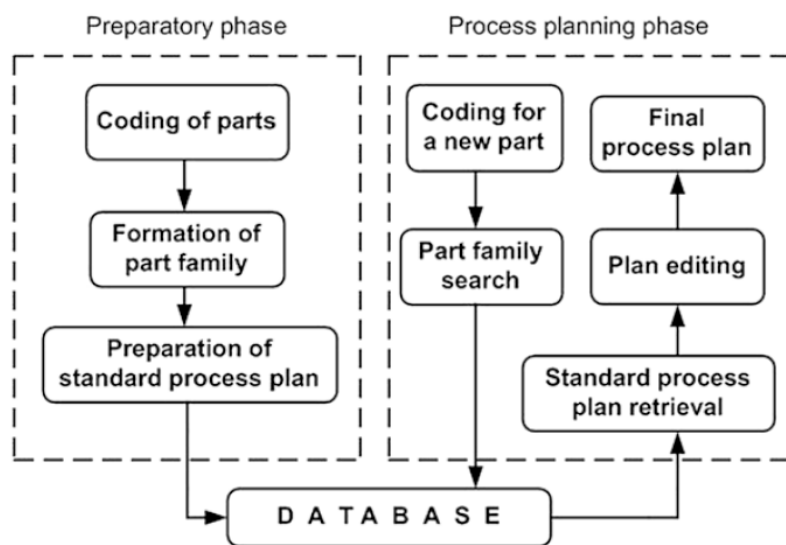 Preparatory phase
Coding of parts
Formation of
part family
Preparation of
standard process plan
Process planning phase
Coding for
a new part
Part family
search
Final
process plan
Plan editing
Standard process
plan retrieval
D A T A B A S E